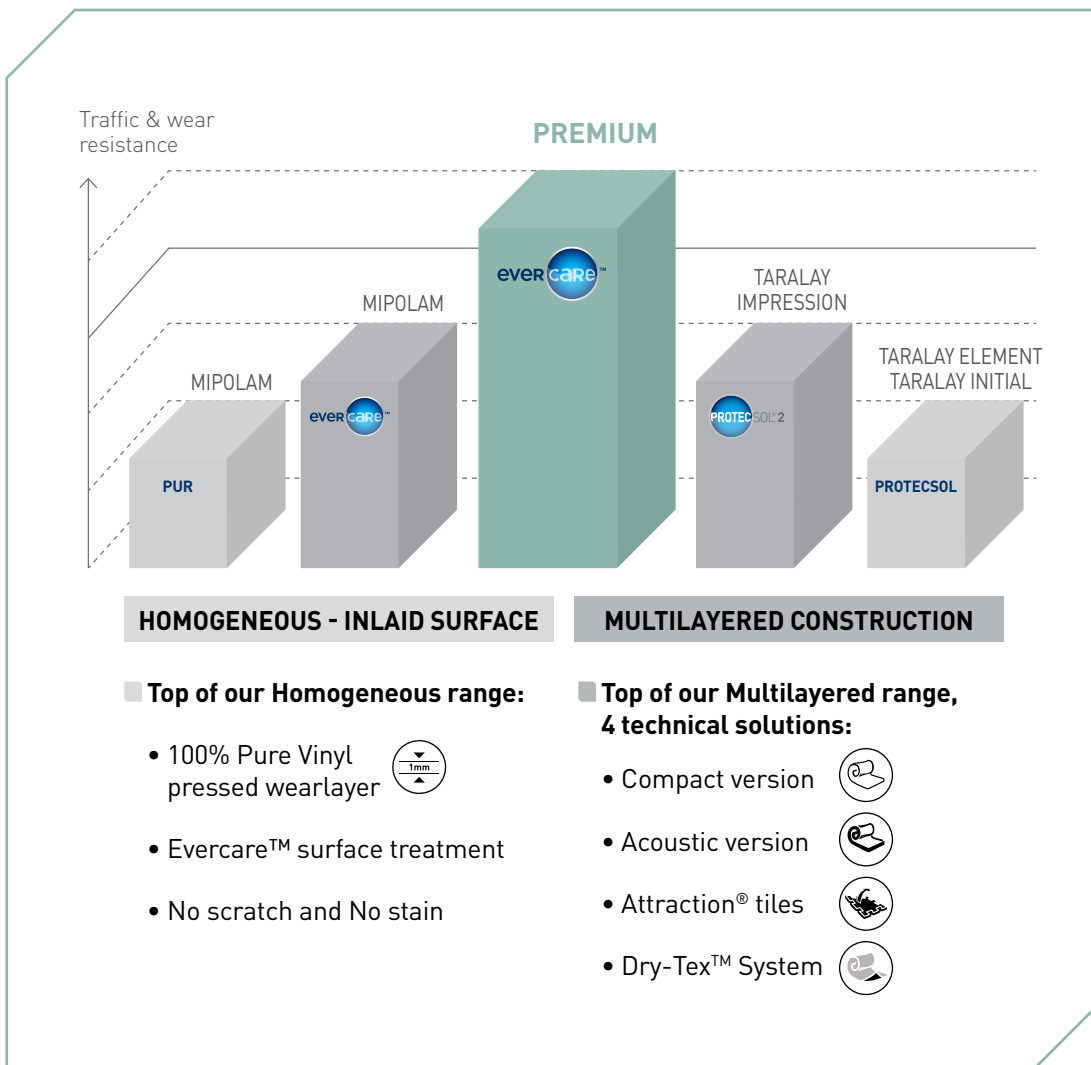 Traffic & wear
resistance
PREMIUM
evercare™
TARALAY
IMPRESSION
MIPOLAM
TARALAY ELEMENT
TARALAY INITIAL
MIPOLAM
evercare™
PROTECSOL® 2
PUR
PROTECSOL
HOMOGENEOUS - INLAID SURFACE
MULTILAYERED CONSTRUCTION
Top of our Homogeneous range:
• 100% Pure Vinyl
pressed wearlayer
1mm
• Evercare™ surface treatment
• No scratch and No stain
Top of our Multilayered range,
4 technical solutions:
• Compact version
• Acoustic version
• Attraction® tiles
• Dry-Tex™ System